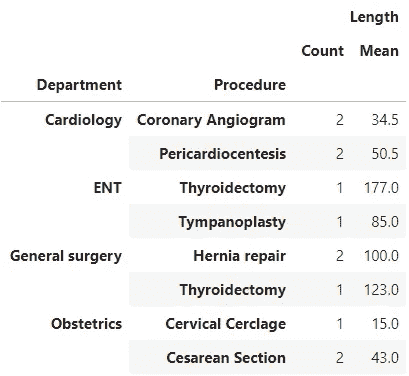 Length
Count Mean
Department Procedure
Cardiology Coronary Angiogram 2 34.5
Pericardiocentesis 2 50.5
ENT Thyroidectomy 1 177.0
Tympanoplasty 1 85.0
General surgery Hernia repair 2 100.0
Thyroidectomy 1 123.0
Obstetrics Cervical Cerclage 1 15.0
Cesarean Section 2 43.0